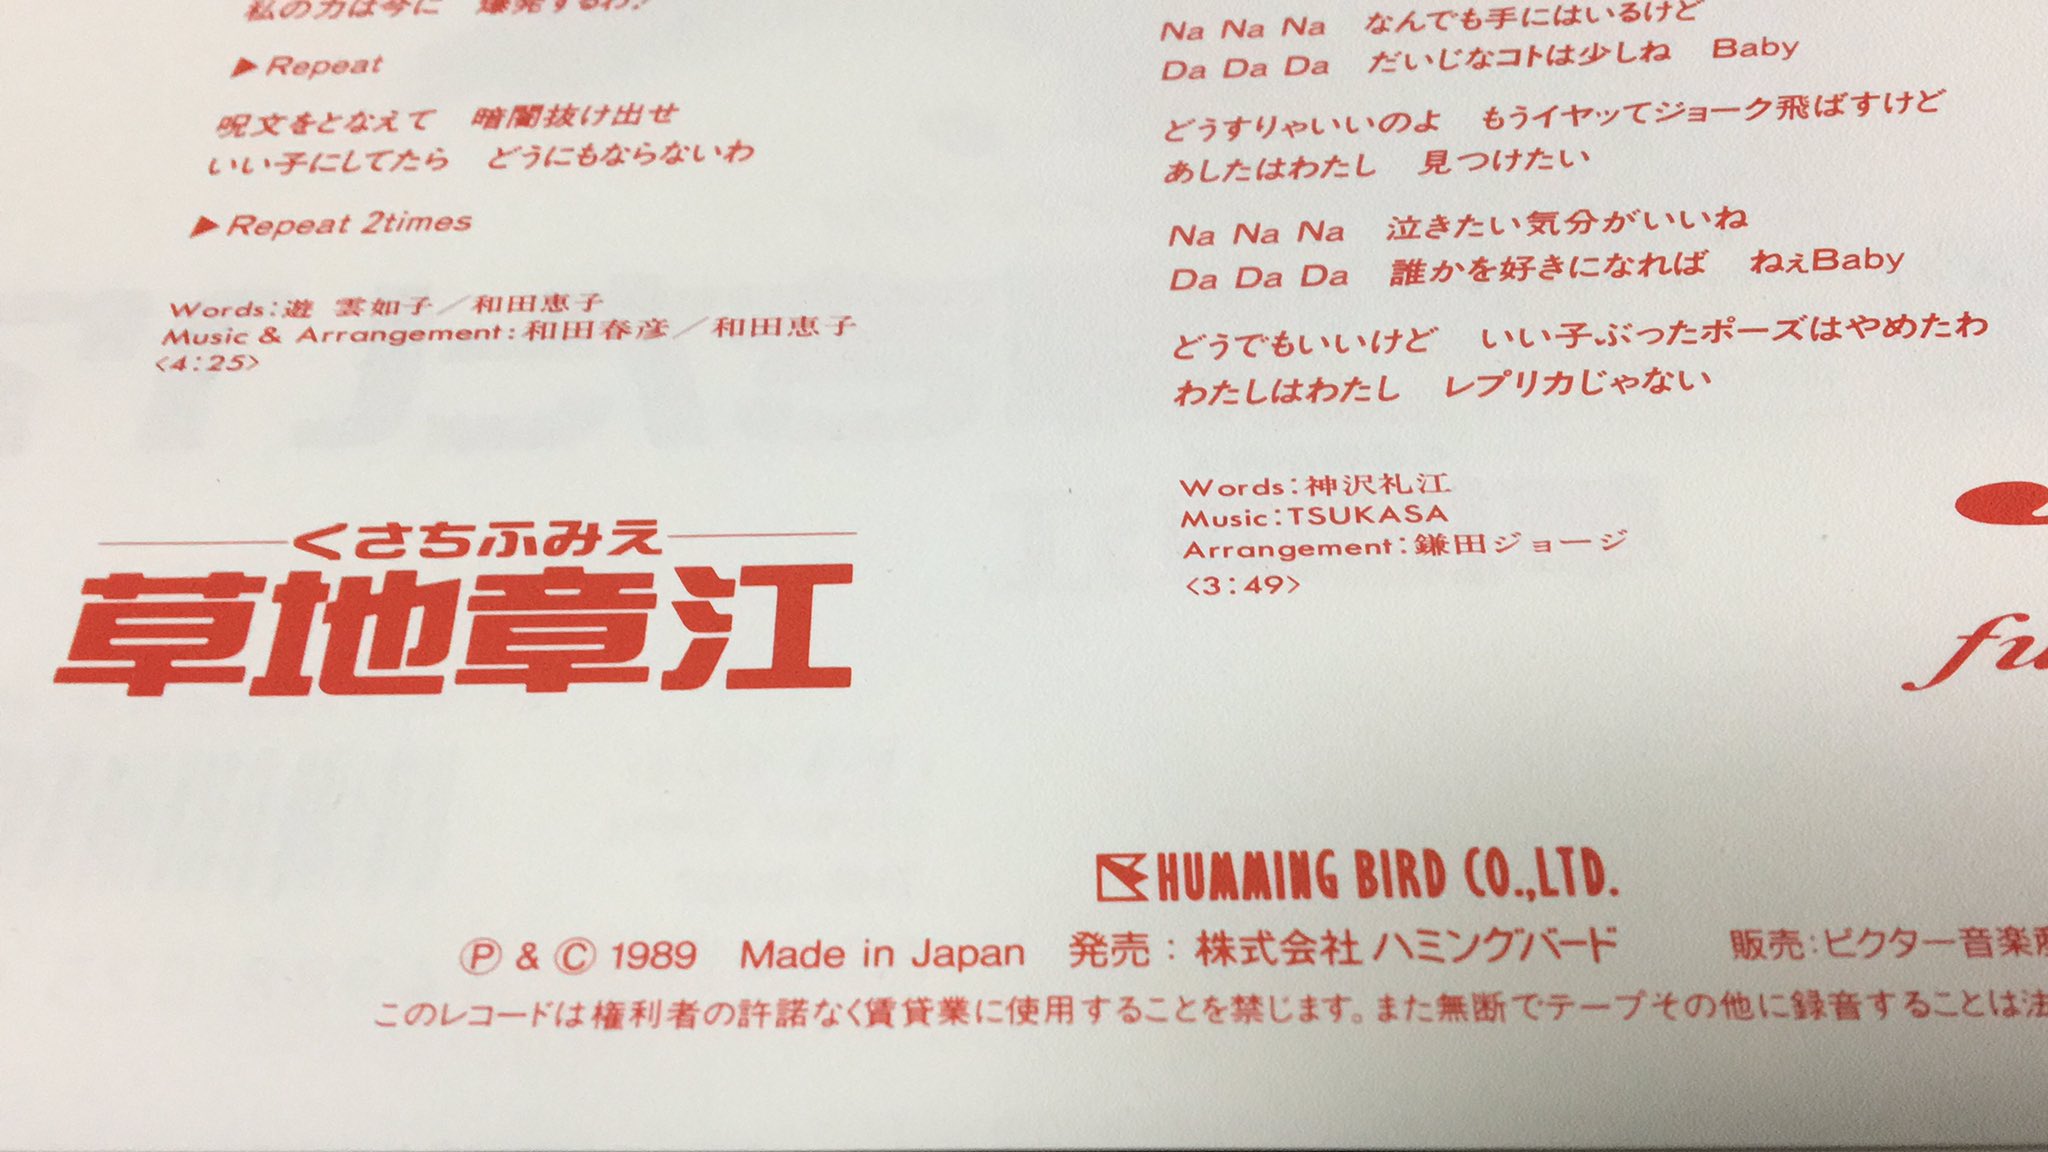 私の力は今に　爆発するわ!
▶Repeat
呪文をとなえて　暗闇抜け出せ
いい子にしてたら　どうにもならないわ
▶Repeat 2times
Words:遊 雲如子／和田恵子
Music & Arrangement:和田春彦／和田恵子
<4:25>
くさちふみえ
草地章江
Na Na Na　なんでも手にはいるけど
Da Da Da　だいじなコトは少しね　Baby
どうすりゃいいのよ　もうイヤッてジョーク飛ばすけど
あしたはわたし　見つけたい
Na Na Na　泣きたい気分がいいね
Da Da Da　誰かを好きになれば　ねぇBaby
どうでもいいけど　いい子ぶったポーズはやめたわ
わたしはわたし　レプリカじゃない
Words:神沢礼江
Music:TSUKASA
Arrangement:鎌田ジョージ
<3:49>
fu
HUMMING BIRD CO.,LTD.
Ⓟ & Ⓒ 1989　Made in Japan　発売：株式会社 ハミングバード　販売:ビクター音楽
このレコードは権利者の許諾なく賃貸業に使用することを禁じます。また無断でテープその他に録音することは法